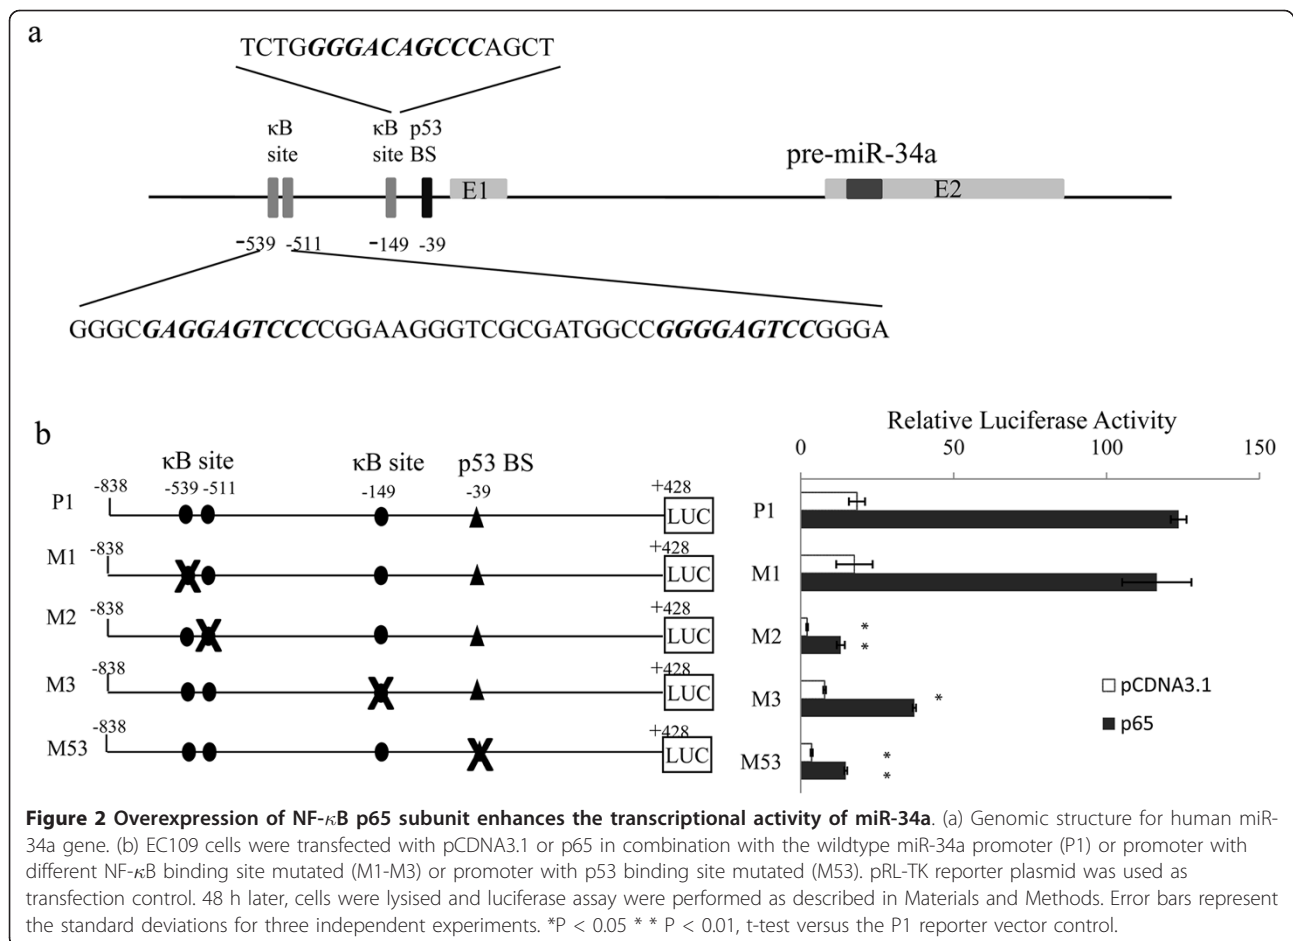 a
TCTGGGGACAGCCCAGCT
κB site
κB site
p53 BS
pre-miR-34a
E1
E2
-539 -511 -149 -39
GGGCGAGGAGTCCCCGGAAGGGTCGCGATGGCCGGGGAGTCCGGGA
b
κB site κB site p53 BS
-539 -511 -149 -39
P1 -838 +428 LUC
M1 -838 +428 LUC
M2 -838 +428 LUC
M3 -838 +428 LUC
M53 -838 +428 LUC
Relative Luciferase Activity
0 50 100 150
P1
M1
M2 * *
M3 *
M53 * *
pCDNA3.1
p65
Figure 2 Overexpression of NF-κB p65 subunit enhances the transcriptional activity of miR-34a. (a) Genomic structure for human miR-
34a gene. (b) EC109 cells were transfected with pCDNA3.1 or p65 in combination with the wildtype miR-34a promoter (P1) or promoter with
different NF-κB binding site mutated (M1-M3) or promoter with p53 binding site mutated (M53). pRL-TK reporter plasmid was used as
transfection control. 48 h later, cells were lysised and luciferase assay were performed as described in Materials and Methods. Error bars represent
the standard deviations for three independent experiments. *P < 0.05 * * P < 0.01, t-test versus the P1 reporter vector control.